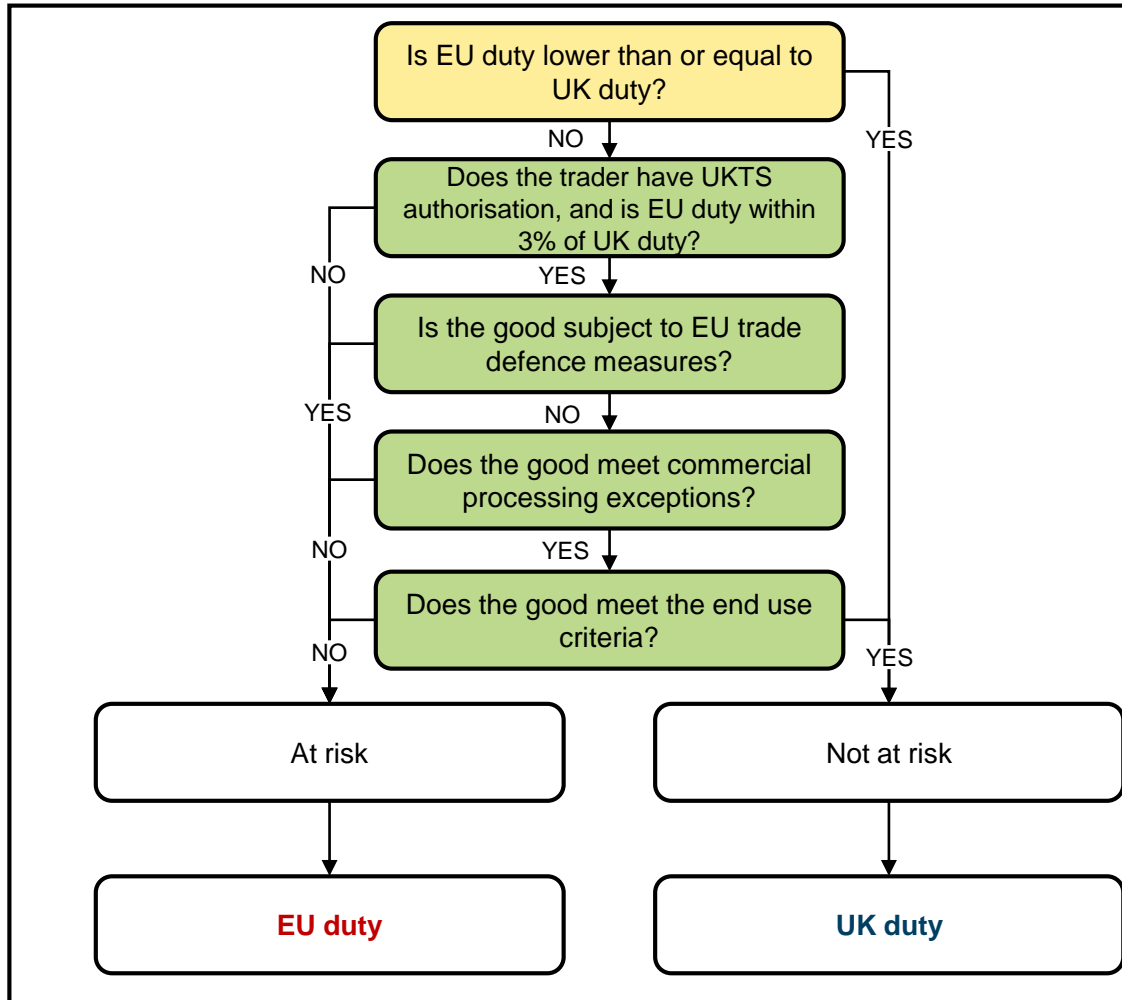 Is EU duty lower than or equal to
UK duty?
NO
YES
Does the trader have UKTS
authorisation, and is EU duty within
3% of UK duty?
NO
YES
Is the good subject to EU trade
defence measures?
YES
NO
Does the good meet commercial
processing exceptions?
NO
YES
Does the good meet the end use
criteria?
NO
YES
At risk
Not at risk
EU duty
UK duty